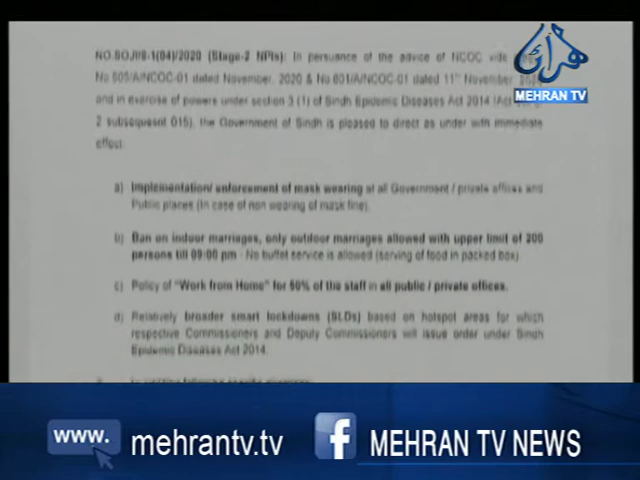 NO.SOJI/8-1(04)/2020 (Stage-2 NPIs): In persuance of the advice of NCOC vide
No 605/A/NCOC-01 dated November, 2020 & No 601/A/NCOC-01 dated 11th November,
and in exercise of powers under section 3 (1) of Sindh Epidemic Diseases Act 2014
2 subsequesnt 015), the Government of Sindh is pleased to direct as under with immediate
effect.
a) Implementation/ enforcement of mask wearing at all Government / private offices and
Public places (In case of non wearing of mask fine).
b) Ban on indoor marriages, only outdoor marriages allowed with upper limit of 200
persons till 09:00 pm - No buffet service is allowed (serving of food in packed box)
c) Policy of "Work from Home" for 50% of the staff in all public / private offices.
d) Relatively broader smart lockdowns (SLDs) based on hotspot areas for which
respective Commissioners and Deputy Commissioners will issue order under Sindh
Epidemic Diseases Act 2014.
مهران
MEHRAN TV
www. mehrantv.tv f MEHRAN TV NEWS